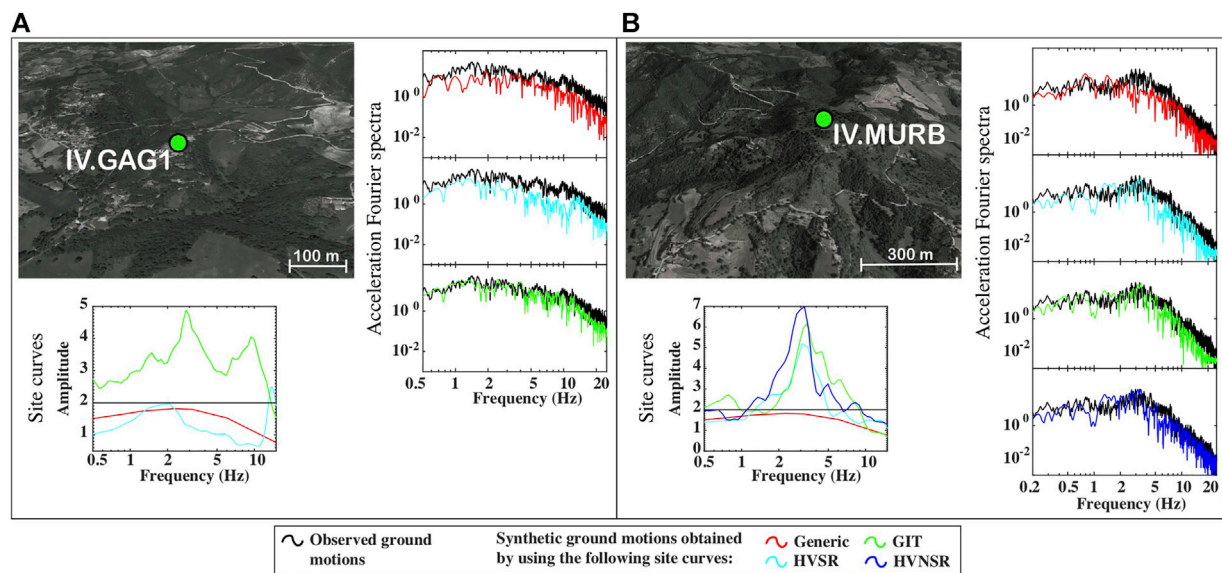 A
IV.GAG1
100 m
Site curves
Amplitude
5
4
3
2
1
0.5 1 2 5 10
Frequency (Hz)
Acceleration Fourier spectra
10^0
10^-2
10^0
10^-2
10^0
10^-2
0.5 1 2 5 10 20
Frequency (Hz)
B
IV.MURB
300 m
Site curves
Amplitude
7
6
5
4
3
2
1
0
0.5 1 2 5 10
Frequency (Hz)
Acceleration Fourier spectra
10^0
10^-2
10^0
10^-2
10^0
10^-2
10^0
10^-2
0.2 0.5 1 2 5 10 20
Frequency (Hz)
Observed ground motions
Synthetic ground motions obtained by using the following site curves:
Generic
HVSR
GIT
HVNSR